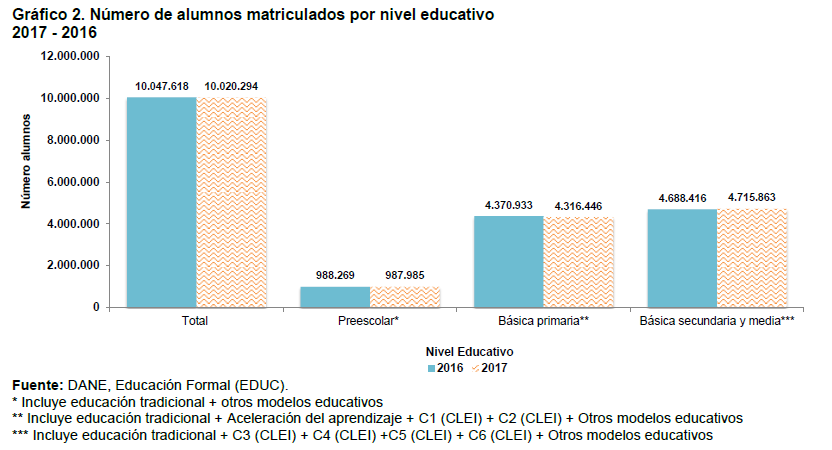 Gráfico 2. Número de alumnos matriculados por nivel educativo
2017 - 2016
12.000.000
10.000.000
8.000.000
6.000.000
4.000.000
2.000.000
0
Número alumnos
10.047.618
10.020.294
988.269
987.985
4.370.933
4.316.446
4.688.416
4.715.863
Total
Preescolar*
Básica primaria**
Básica secundaria y media***
Nivel Educativo
2016
2017
Fuente: DANE, Educación Formal (EDUC).
* Incluye educación tradicional + otros modelos educativos
** Incluye educación tradicional + Aceleración del aprendizaje + C1 (CLEI) + C2 (CLEI) + Otros modelos educativos
*** Incluye educación tradicional + C3 (CLEI) + C4 (CLEI) +C5 (CLEI) + C6 (CLEI) + Otros modelos educativos